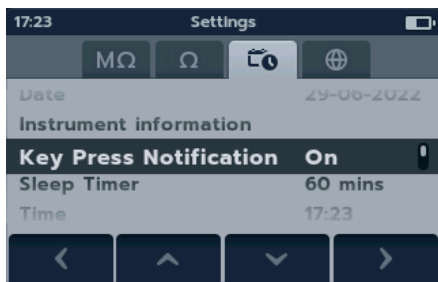 17:23 Settings
MΩ Ω
Date 29-06-2022
Instrument information
Key Press Notification On
Sleep Timer 60 mins
Time 17:23